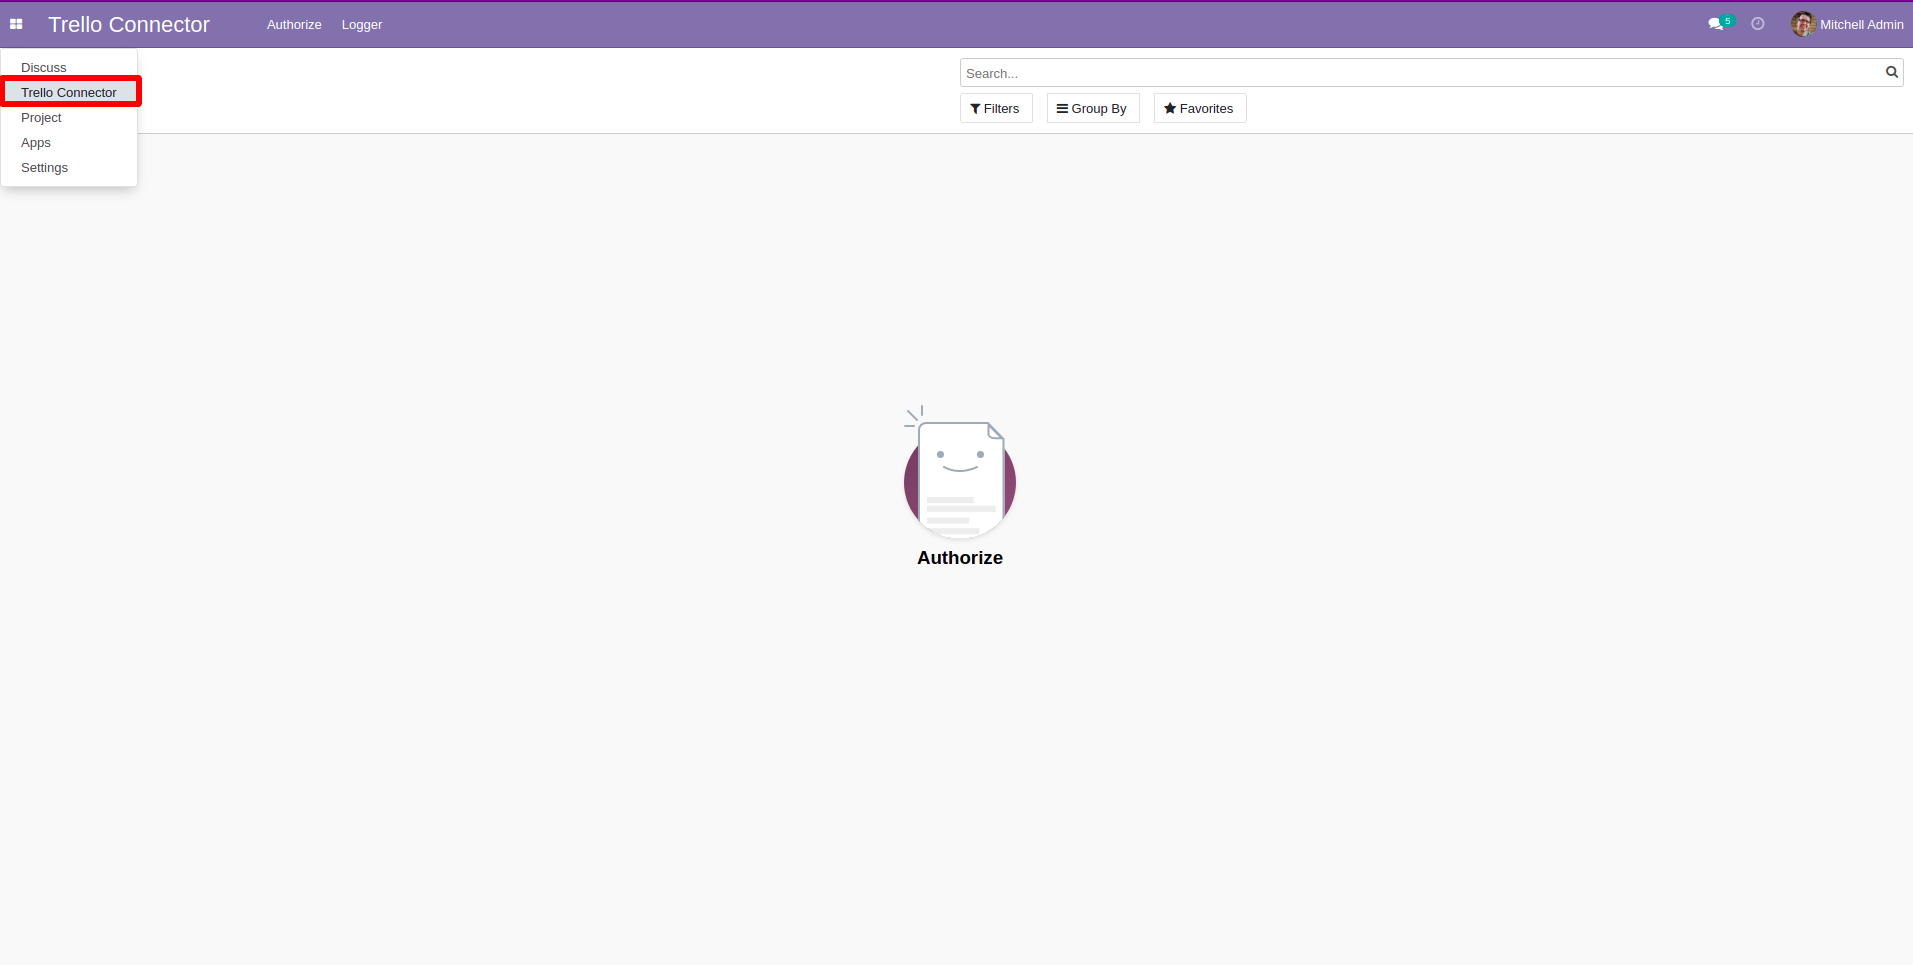 Trello Connector Authorize Logger 5 Mitchell Admin
Discuss
Trello Connector
Project
Apps
Settings
Search...
Filters Group By Favorites
Authorize